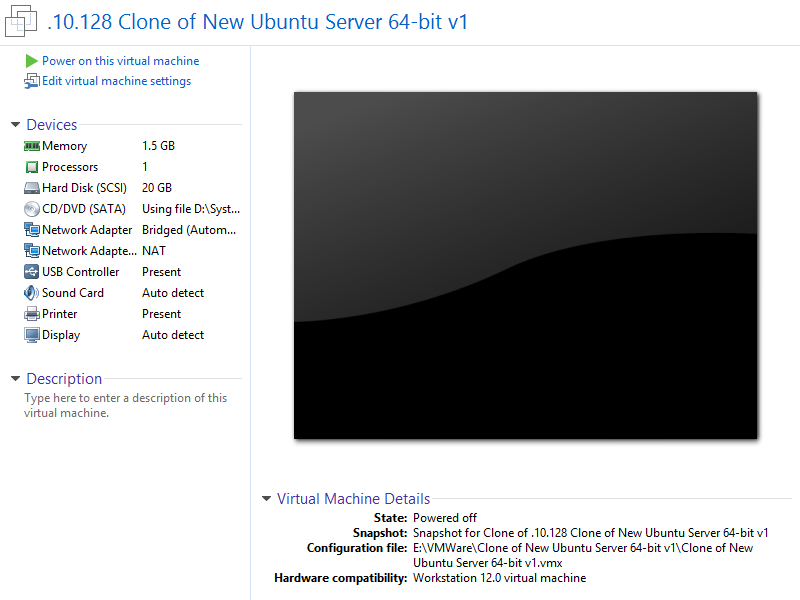 .10.128 Clone of New Ubuntu Server 64-bit v1
Power on this virtual machine
Edit virtual machine settings
Devices
Memory 1.5 GB
Processors 1
Hard Disk (SCSI) 20 GB
CD/DVD (SATA) Using file D:\Syst...
Network Adapter Bridged (Autom...
Network Adapte... NAT
USB Controller Present
Sound Card Auto detect
Printer Present
Display Auto detect
Description
Type here to enter a description of this
virtual machine.
Virtual Machine Details
State: Powered off
Snapshot: Snapshot for Clone of .10.128 Clone of New Ubuntu Server 64-bit v1
Configuration file: E:\VMWare\Clone of New Ubuntu Server 64-bit v1\Clone of New
Ubuntu Server 64-bit v1.vmx
Hardware compatibility: Workstation 12.0 virtual machine